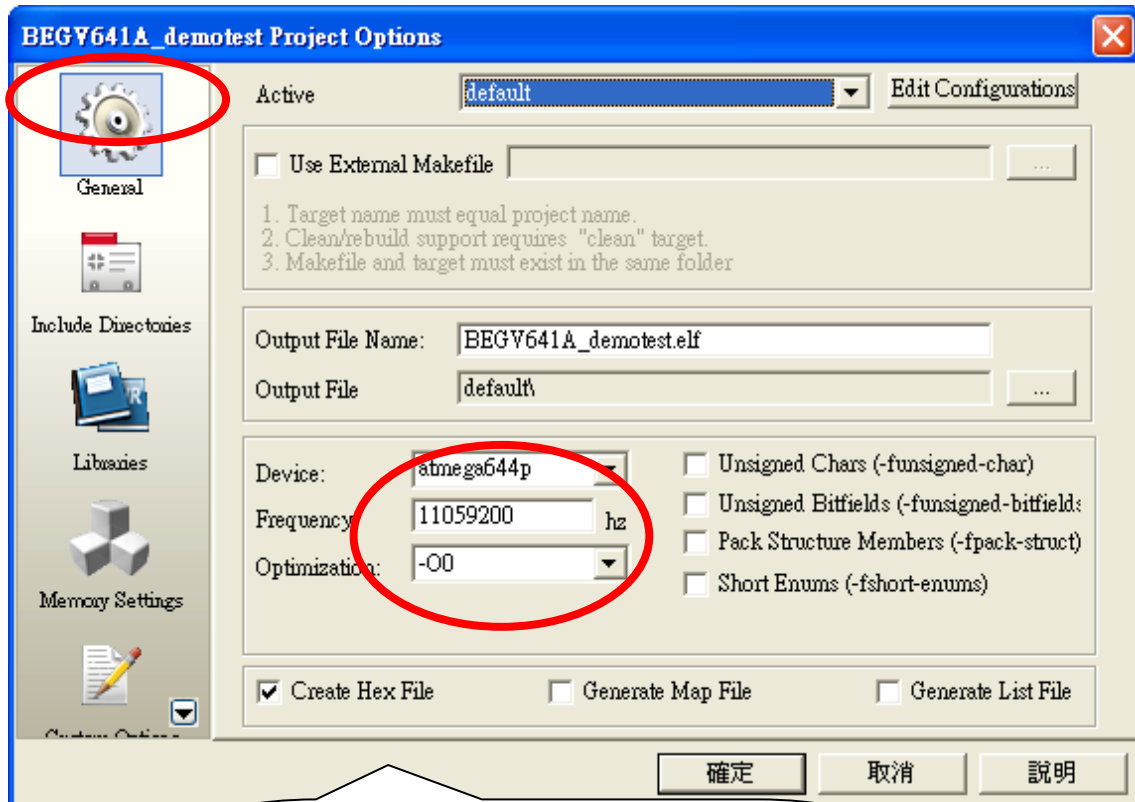 BEGV641A_demotest Project Options
General
Include Directories
Libraries
Memory Settings
Custom Options
Active
default
Edit Configurations
Use External Makefile
...
1. Target name must equal project name.
2. Clean/rebuild support requires "clean" target.
3. Makefile and target must exist in the same folder
Output File Name: BEGV641A_demotest.elf
Output File default\
...
Device: atmega644p
Frequency 11059200 hz
Optimization: -O0
Unsigned Chars (-funsigned-char)
Unsigned Bitfields (-funsigned-bitfields
Pack Structure Members (-fpack-struct)
Short Enums (-fshort-enums)
Create Hex File
Generate Map File
Generate List File
確定
取消
說明